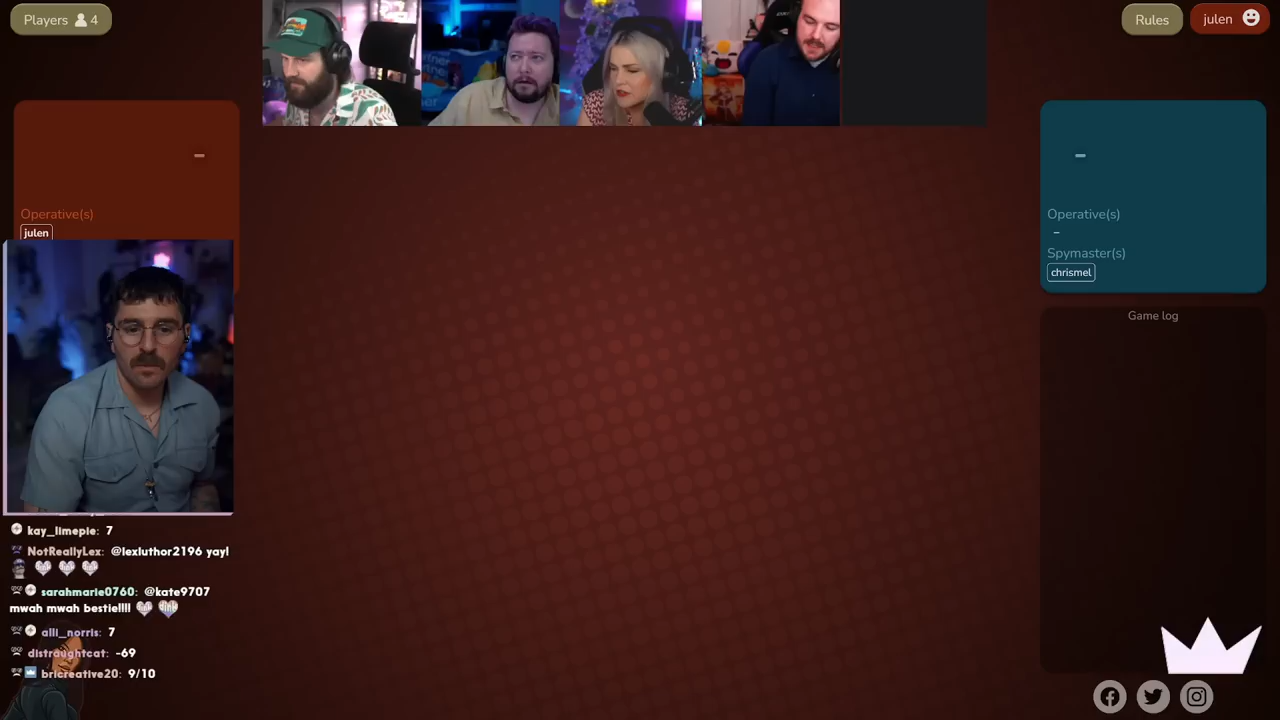 Players 4
Rules
julen
–
Operative(s)
julen
–
Operative(s)
–
Spymaster(s)
chrismel
Game log
kay_limepie: 7
NotReallyLex: @lexluthor2196 yay!
sarahmarie0760: @kate9707
mwah mwah bestiellll
alli_norris: 7
distraughtcat: -69
bricreative20: 9/10